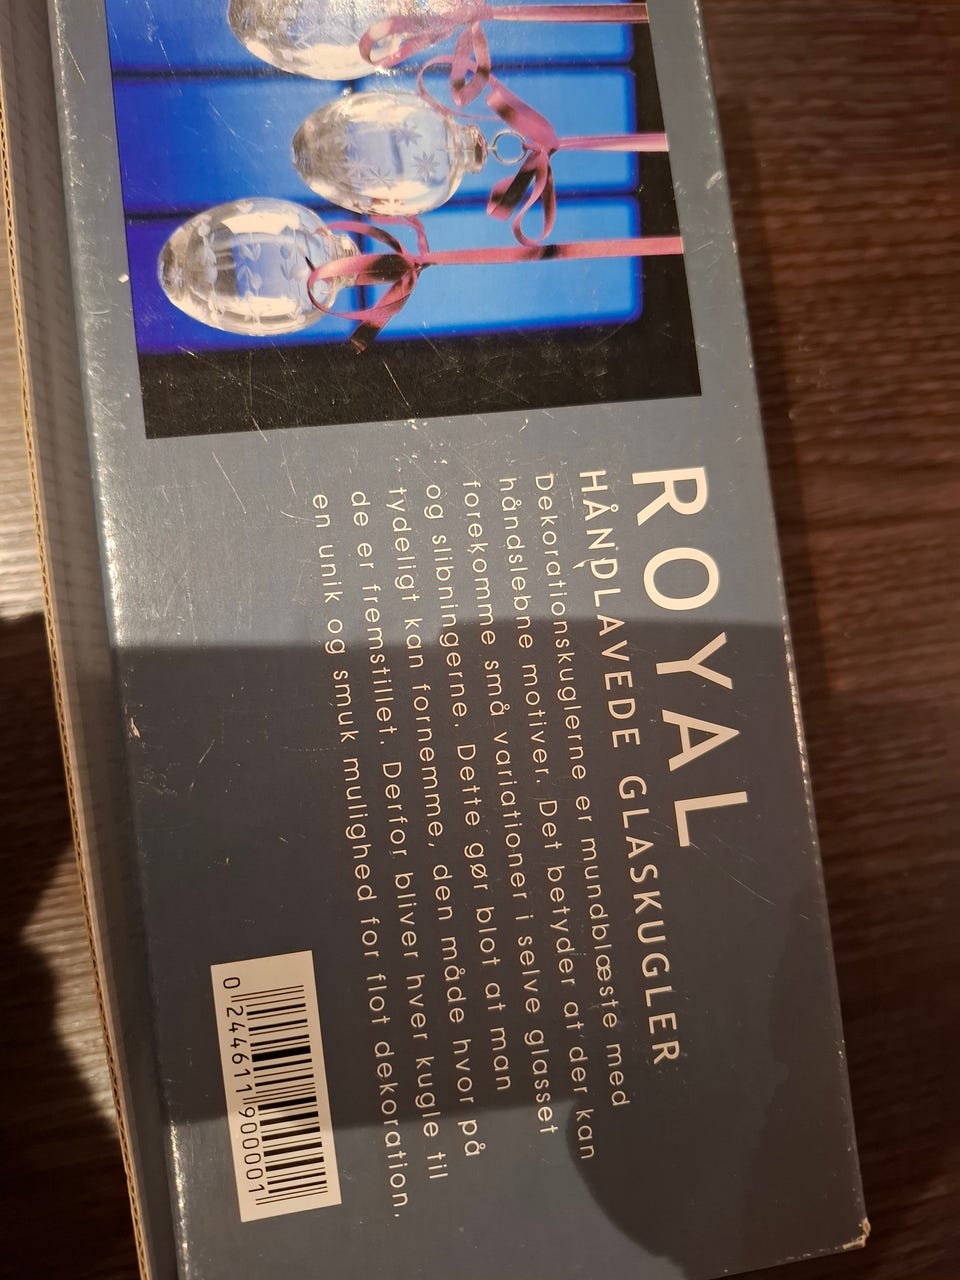 ROYAL
HÅNDLAVEDE GLASKUGLER
Dekorationskuglerne er mundblæste med
håndslebne motiver. Det betyder at der kan
forekomme små variationer i selve glasset
og slibningerne. Dette gør blot at man
tydeligt kan fornemme, den måde hvor på
de er fremstillet. Derfor bliver hver kugle til
en unik og smuk mulighed for flot dekoration.
0 244611 900001